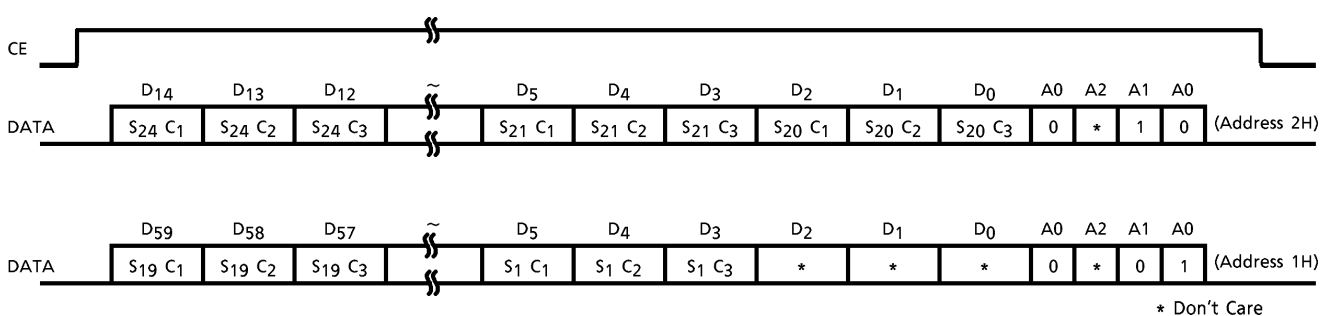 CE
D14 D13 D12 ~ D5 D4 D3 D2 D1 D0 A0 A2 A1 A0
DATA S24 C1 S24 C2 S24 C3 S21 C1 S21 C2 S21 C3 S20 C1 S20 C2 S20 C3 0 * 1 0 (Address 2H)
D59 D58 D57 ~ D5 D4 D3 D2 D1 D0 A0 A2 A1 A0
DATA S19 C1 S19 C2 S19 C3 S1 C1 S1 C2 S1 C3 * * * 0 * 0 1 (Address 1H)
* Don't Care